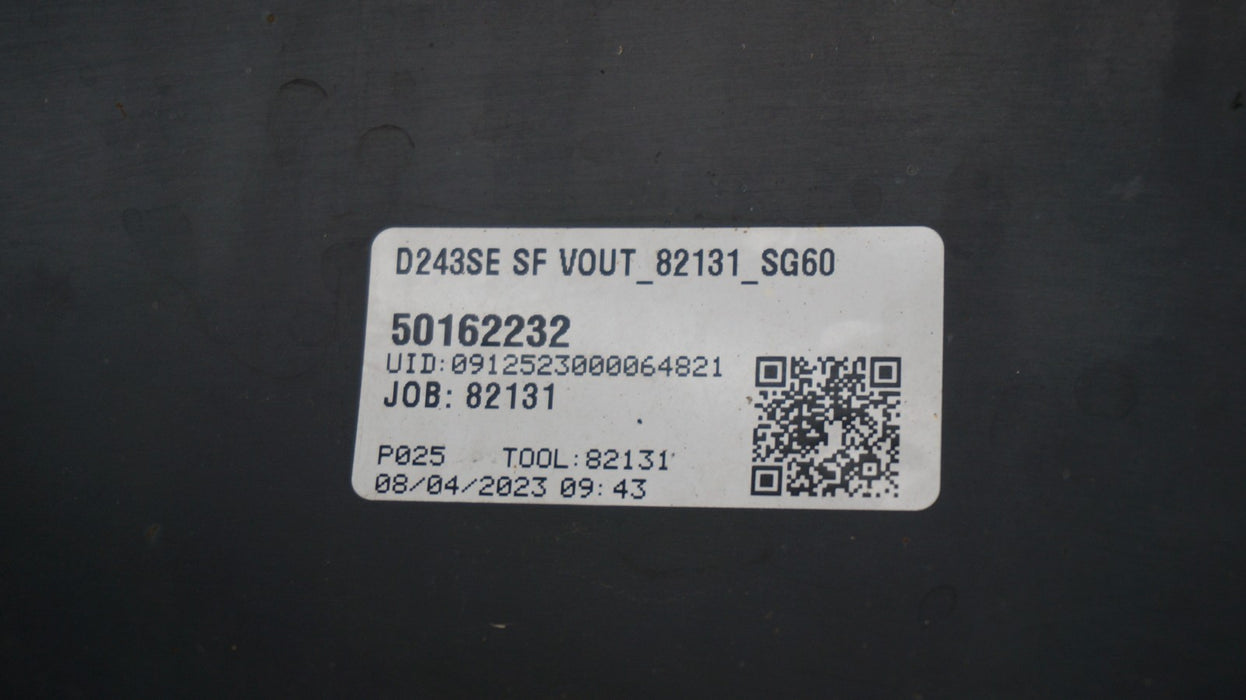 D243SE SF VOUT_82131_SG60
50162232
UID:0912523000064821
JOB: 82131
P025 TOOL:82131
08/04/2023 09:43